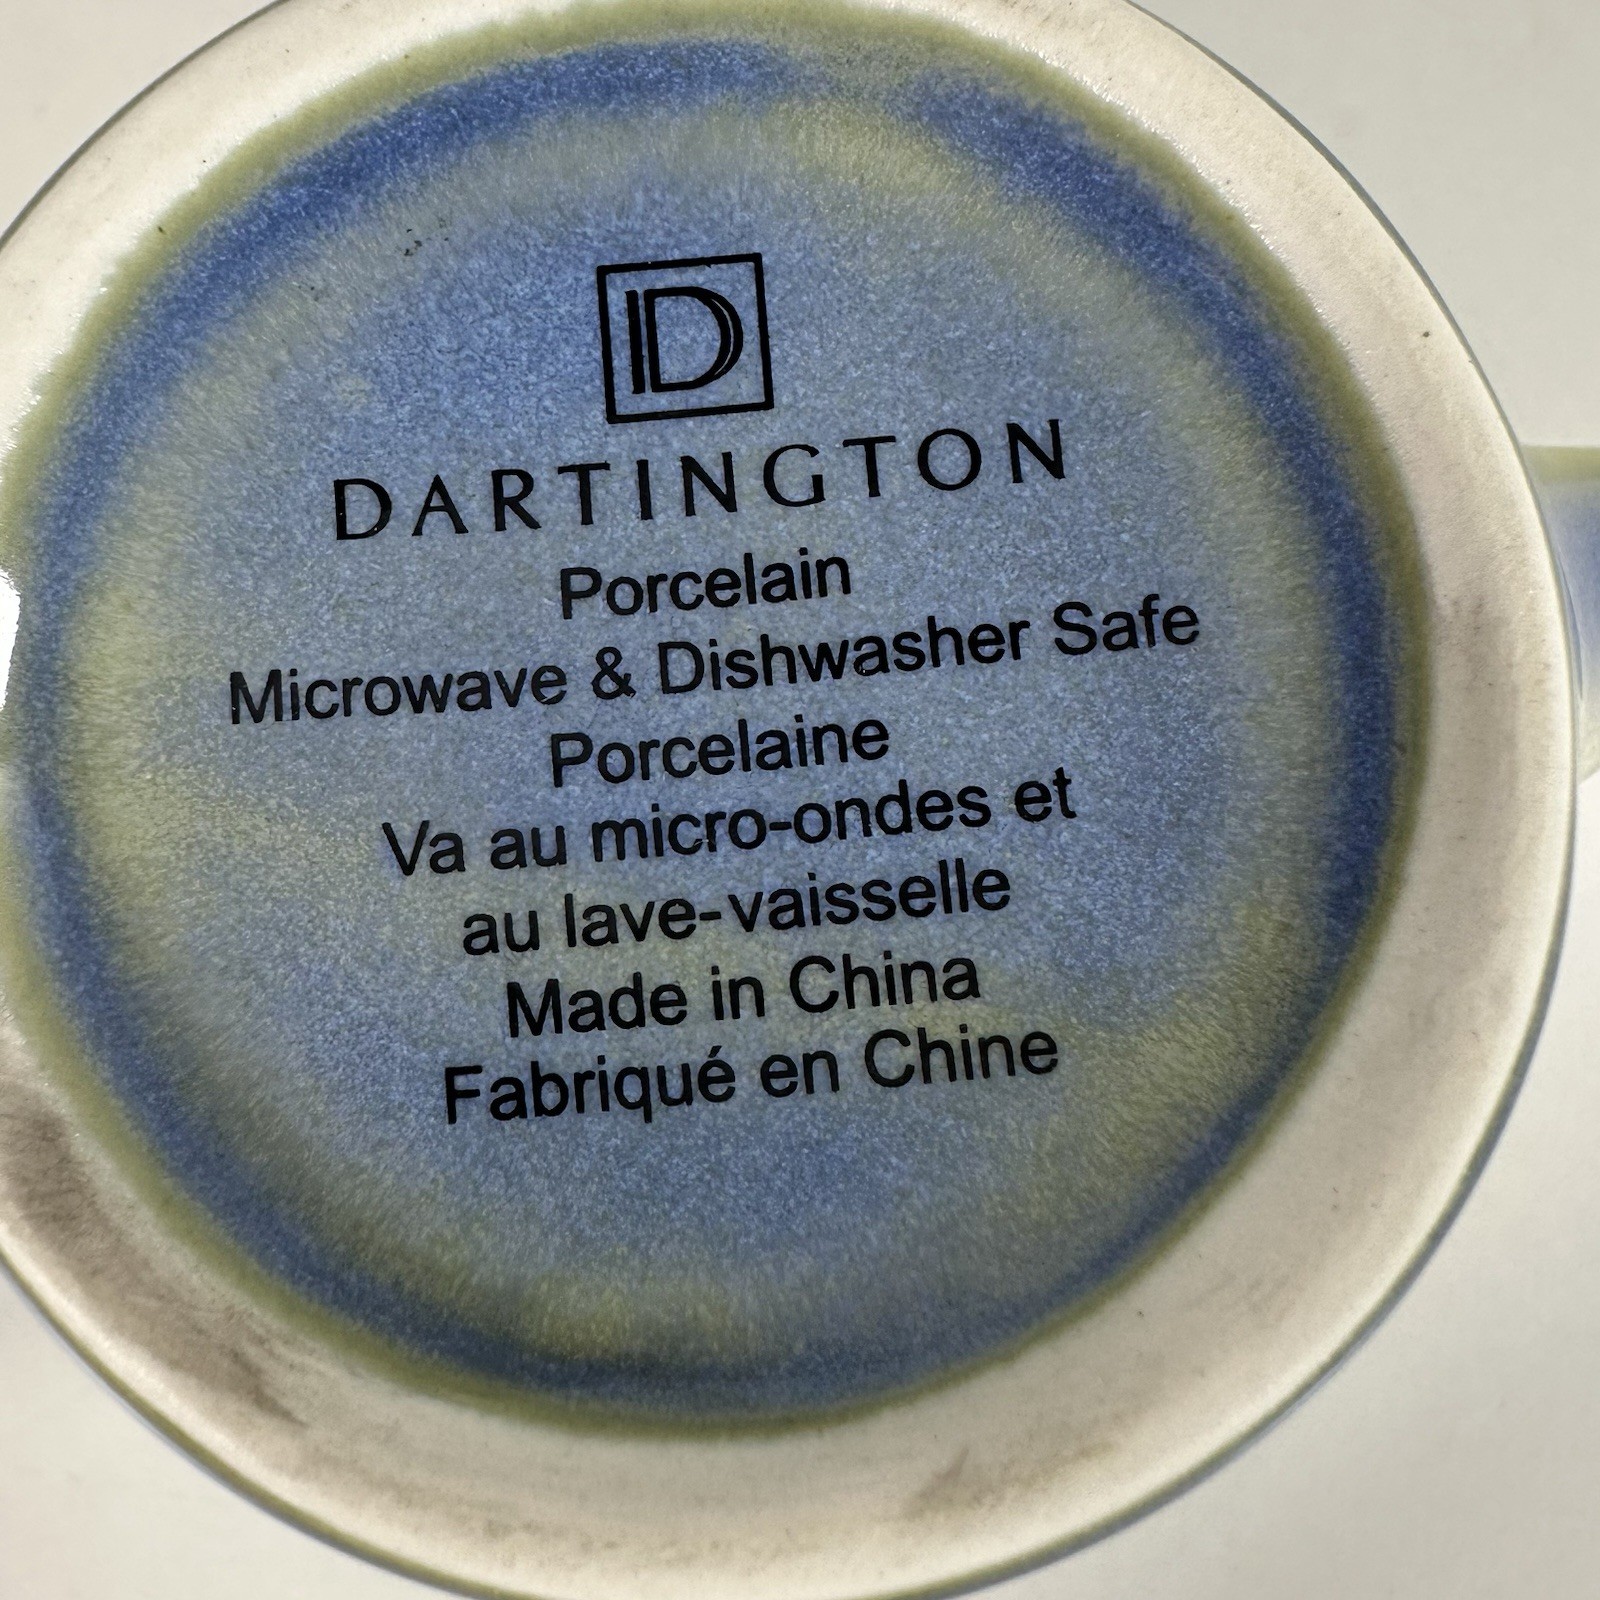 D
DARTINGTON
Porcelain
Microwave & Dishwasher Safe
Porcelaine
Va au micro-ondes et
au lave-vaisselle
Made in China
Fabriqué en Chine